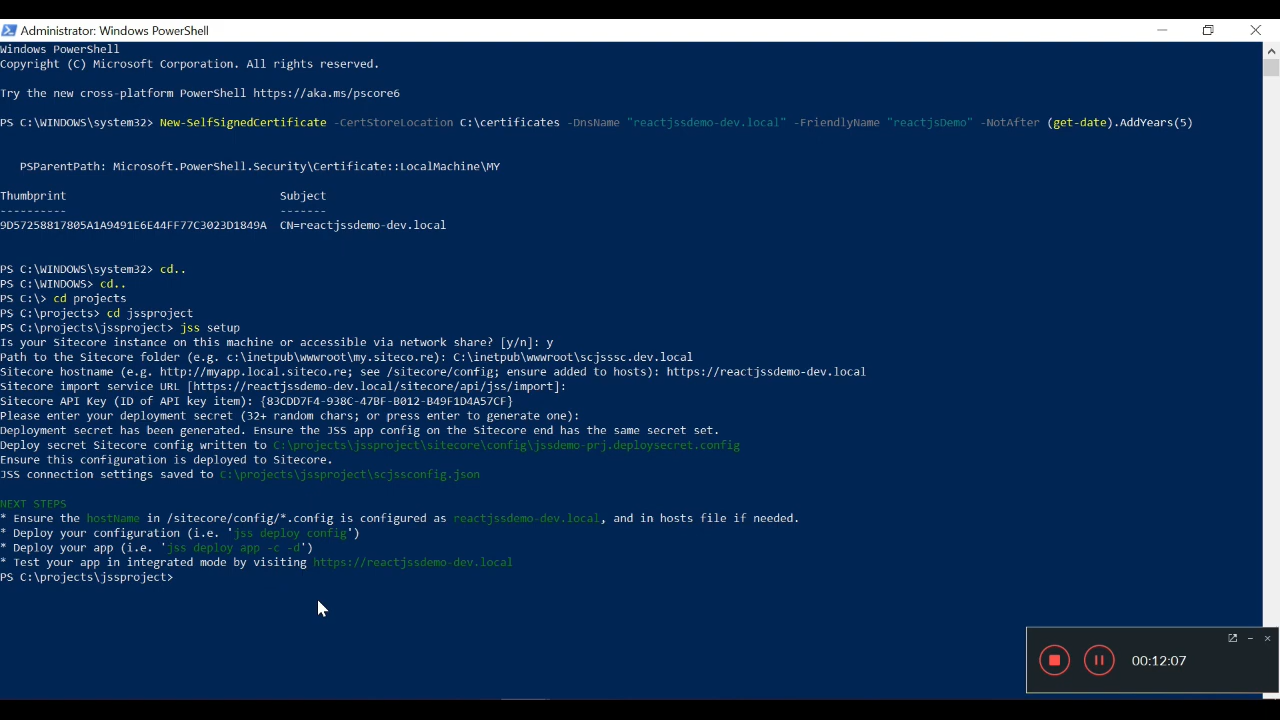 Administrator: Windows PowerShell
Windows PowerShell
Copyright (C) Microsoft Corporation. All rights reserved.
Try the new cross-platform PowerShell https://aka.ms/pscore6
PS C:\WINDOWS\system32> New-SelfSignedCertificate -CertStoreLocation C:\certificates -DnsName "reactjssdemo-dev.local" -FriendlyName "reactjsDemo" -NotAfter (get-date).AddYears(5)
PSParentPath: Microsoft.PowerShell.Security\Certificate::LocalMachine\MY
Thumbprint Subject
---------- -------
9D57258817805A1A9491E6E44FF77C3023D1849A CN=reactjssdemo-dev.local
PS C:\WINDOWS\system32> cd..
PS C:\WINDOWS> cd..
PS C:\> cd projects
PS C:\projects> cd jssproject
PS C:\projects\jssproject> jss setup
Is your Sitecore instance on this machine or accessible via network share? [y/n]: y
Path to the Sitecore folder (e.g. c:\inetpub\wwwroot\my.siteco.re): C:\inetpub\wwwroot\scjsssc.dev.local
Sitecore hostname (e.g. http://myapp.local.siteco.re; see /sitecore/config; ensure added to hosts): https://reactjssdemo-dev.local
Sitecore import service URL [https://reactjssdemo-dev.local/sitecore/api/jss/import]:
Sitecore API Key (ID of API key item): {83CDD7F4-938C-47BF-B012-B49F1D4A57CF}
Please enter your deployment secret (32+ random chars; or press enter to generate one):
Deployment secret has been generated. Ensure the JSS app config on the Sitecore end has the same secret set.
Deploy secret Sitecore config written to C:\projects\jssproject\sitecore\config\jssdemo-prj.deploysecret.config
Ensure this configuration is deployed to Sitecore.
JSS connection settings saved to C:\projects\jssproject\scjssconfig.json
NEXT STEPS
* Ensure the hostName in /sitecore/config/*.config is configured as reactjssdemo-dev.local, and in hosts file if needed.
* Deploy your configuration (i.e. 'jss deploy config')
* Deploy your app (i.e. 'jss deploy app -c -d')
* Test your app in integrated mode by visiting https://reactjssdemo-dev.local
PS C:\projects\jssproject>
00:12:07